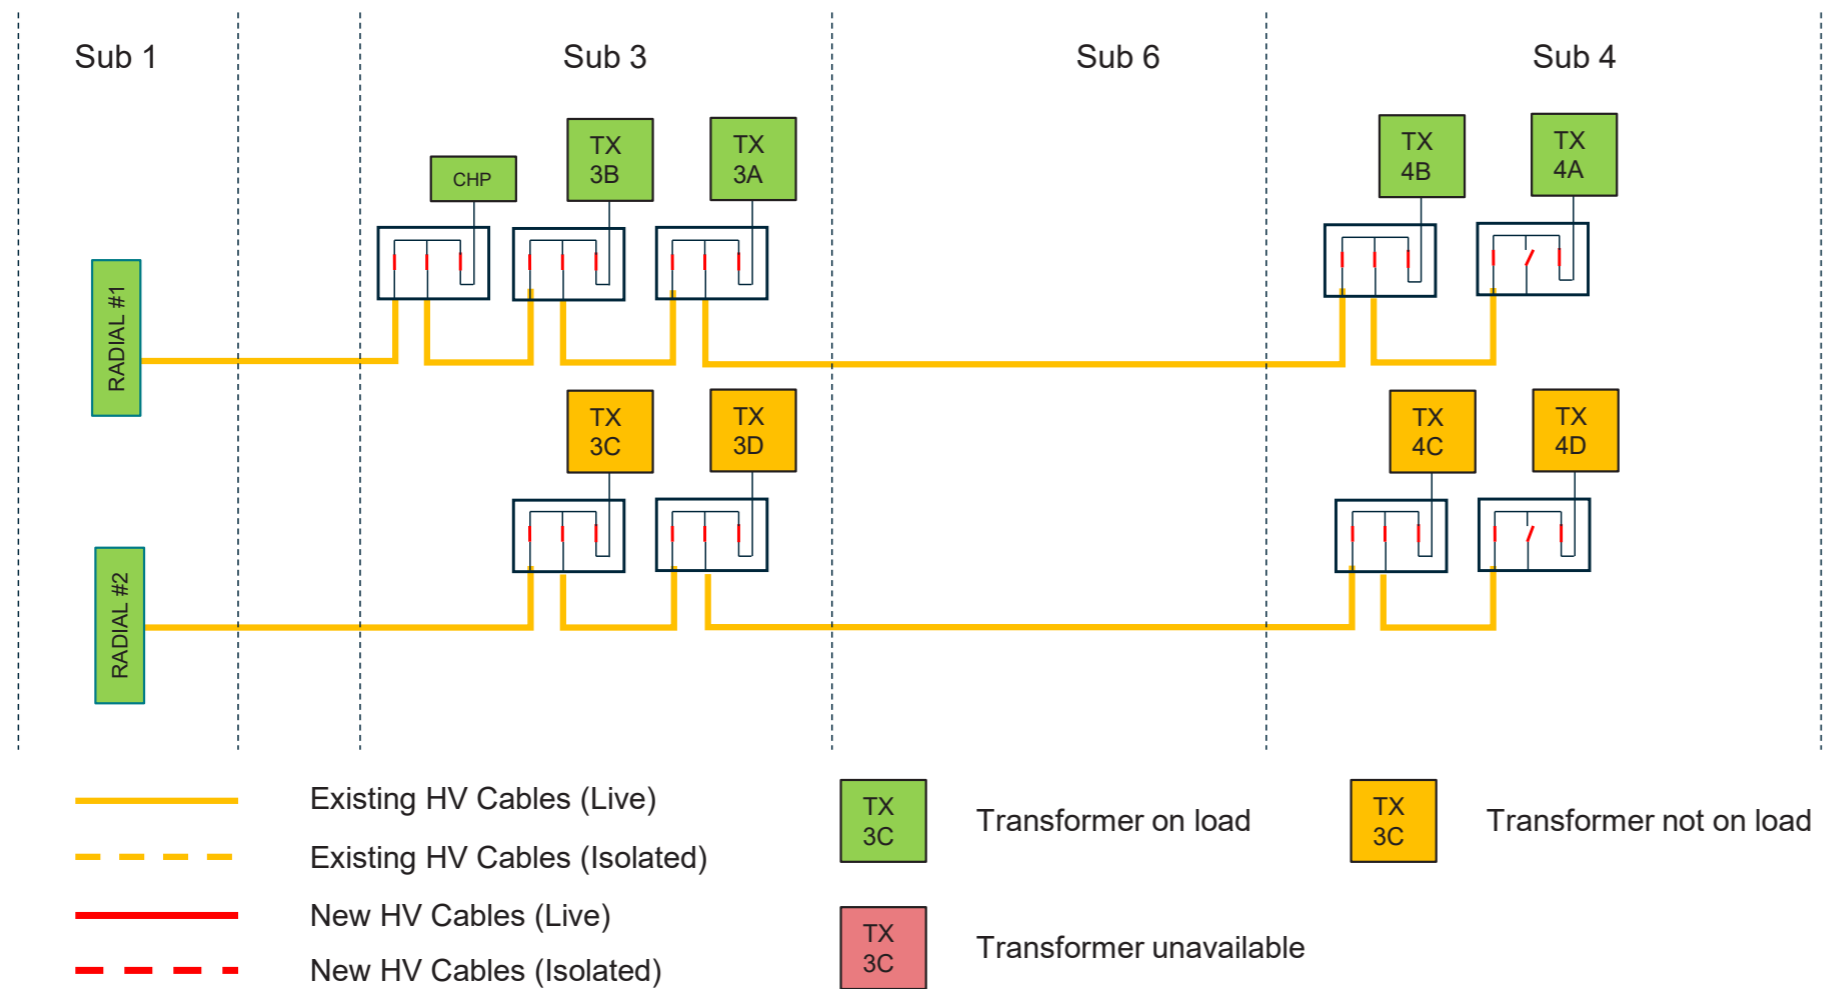 Sub 1
Sub 3
Sub 6
Sub 4
CHP
TX
3B
TX
3A
TX
4B
TX
4A
RADIAL #1
TX
3C
TX
3D
TX
4C
TX
4D
RADIAL #2
Existing HV Cables (Live)
Existing HV Cables (Isolated)
New HV Cables (Live)
New HV Cables (Isolated)
TX
3C
Transformer on load
TX
3C
Transformer not on load
TX
3C
Transformer unavailable